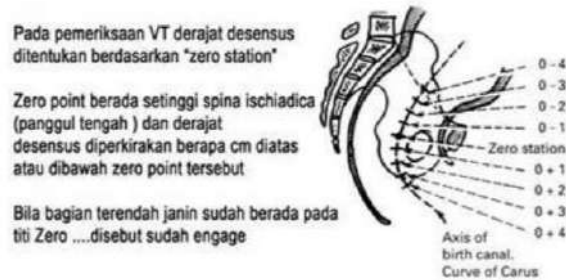 Pada pemeriksaan VT derajat desensus
ditentukan berdasarkan "zero station"
Zero point berada setinggi spina ischiadica
(panggul tengah ) dan derajat
desensus diperkirakan berapa cm diatas
atau dibawah zero point tersebut
Bila bagian terendah janin sudah berada pada
titi Zero ....disebut sudah engage
0-4
0-3
0-2
0-1
Zero station
0+1
0+2
0+3
0+4
Axis of
birth canal.
Curve of Carus